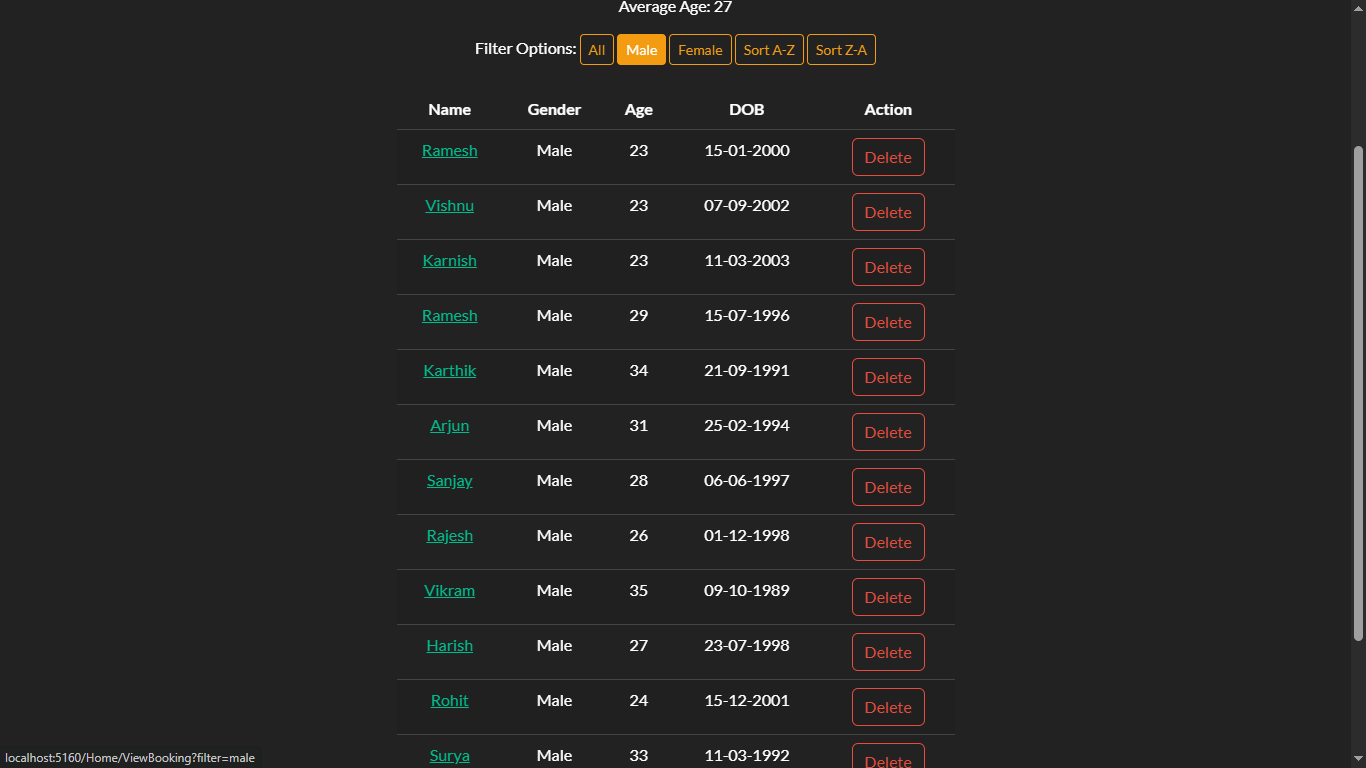 Average Age: 27
Filter Options: All Male Female Sort A-Z Sort Z-A
Name Gender Age DOB Action
Ramesh Male 23 15-01-2000 Delete
Vishnu Male 23 07-09-2002 Delete
Karnish Male 23 11-03-2003 Delete
Ramesh Male 29 15-07-1996 Delete
Karthik Male 34 21-09-1991 Delete
Arjun Male 31 25-02-1994 Delete
Sanjay Male 28 06-06-1997 Delete
Rajesh Male 26 01-12-1998 Delete
Vikram Male 35 09-10-1989 Delete
Harish Male 27 23-07-1998 Delete
Rohit Male 24 15-12-2001 Delete
Surya Male 33 11-03-1992 Delete
localhost:5160/Home/ViewBooking?filter=male